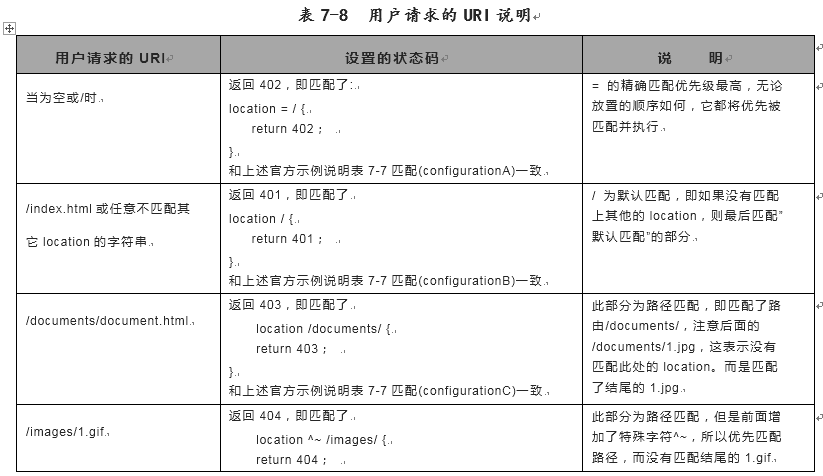 表 7-8 用户请求的 URI 说明
用户请求的 URI
设置的状态码
说 明
当为空或/时.
返回 402，即匹配了:
location = / {
return 402；
}
和上述官方示例说明表 7-7 匹配(configurationA)一致
= 的精确匹配优先级最高，无论
放置的顺序如何，它都将优先被
匹配并执行
/index.html 或任意不匹配其
它 location 的字符串
返回 401，即匹配了
location / {
return 401；
}
和上述官方示例说明表 7-7 匹配(configurationB)一致
/ 为默认匹配，即如果没有匹配
上其他的 location，则最后匹配”
默认匹配”的部分
/documents/document.html
返回 403，即匹配了
location /documents/ {
return 403；
}
和上述官方示例说明表 7-7 匹配(configurationC)一致
此部分为路径匹配，即匹配了路
由/documents/，注意后面的
/documents/1.jpg，这表示没有
匹配此处的 location。而是匹配
了结尾的 1.jpg
/images/1.gif
返回 404，即匹配了
location ^~ /images/ {
return 404；
此部分为路径匹配，但是前面增
加了特殊字符^~，所以优先匹配
路径，而没有匹配结尾的 1.gif